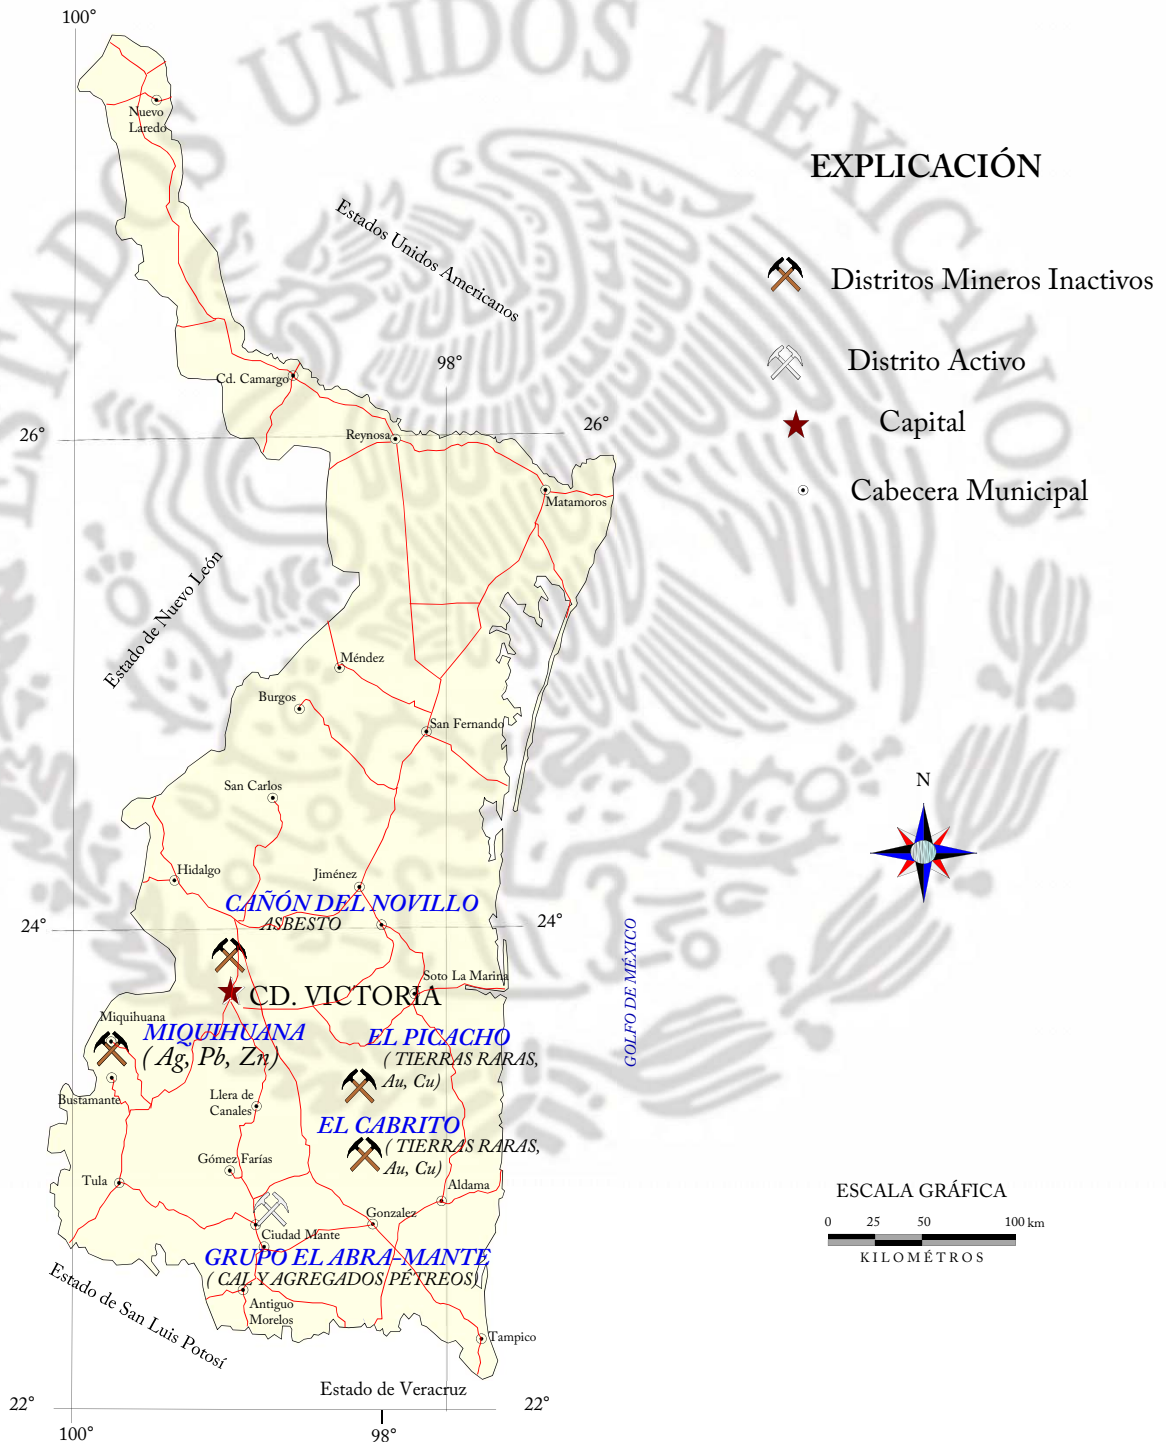 ESTADOS UNIDOS MEXICANOS
100°
Nuevo
Laredo
EXPLICACIÓN
Estados Unidos Americanos
Distritos Mineros Inactivos
Distrito Activo
Capital
Cabecera Municipal
98°
Cd. Camargo
26°
Reynosa
26°
Matamoros
Estado de Nuevo León
Méndez
Burgos
San Fernando
San Carlos
N
Hidalgo
Jiménez
CAÑÓN DEL NOVILLO
ASBESTO
24°
24°
GOLFO DE MÉXICO
Soto La Marina
CD. VICTORIA
Miquihuana
MIQUIHUANA
( Ag, Pb, Zn)
EL PICACHO
( TIERRAS RARAS,
Au, Cu)
Bustamante
Llera de
Canales
EL CABRITO
( TIERRAS RARAS,
Au, Cu)
Gómez Farías
Tula
Aldama
Gonzalez
Ciudad Mante
GRUPO EL ABRA-MANTE
( CAL Y AGREGADOS PÉTREOS)
Antiguo
Morelos
Tampico
ESCALA GRÁFICA
0 25 50 100 km
KILOMÉTROS
Estado de San Luis Potosí
Estado de Veracruz
22°
22°
100°
98°